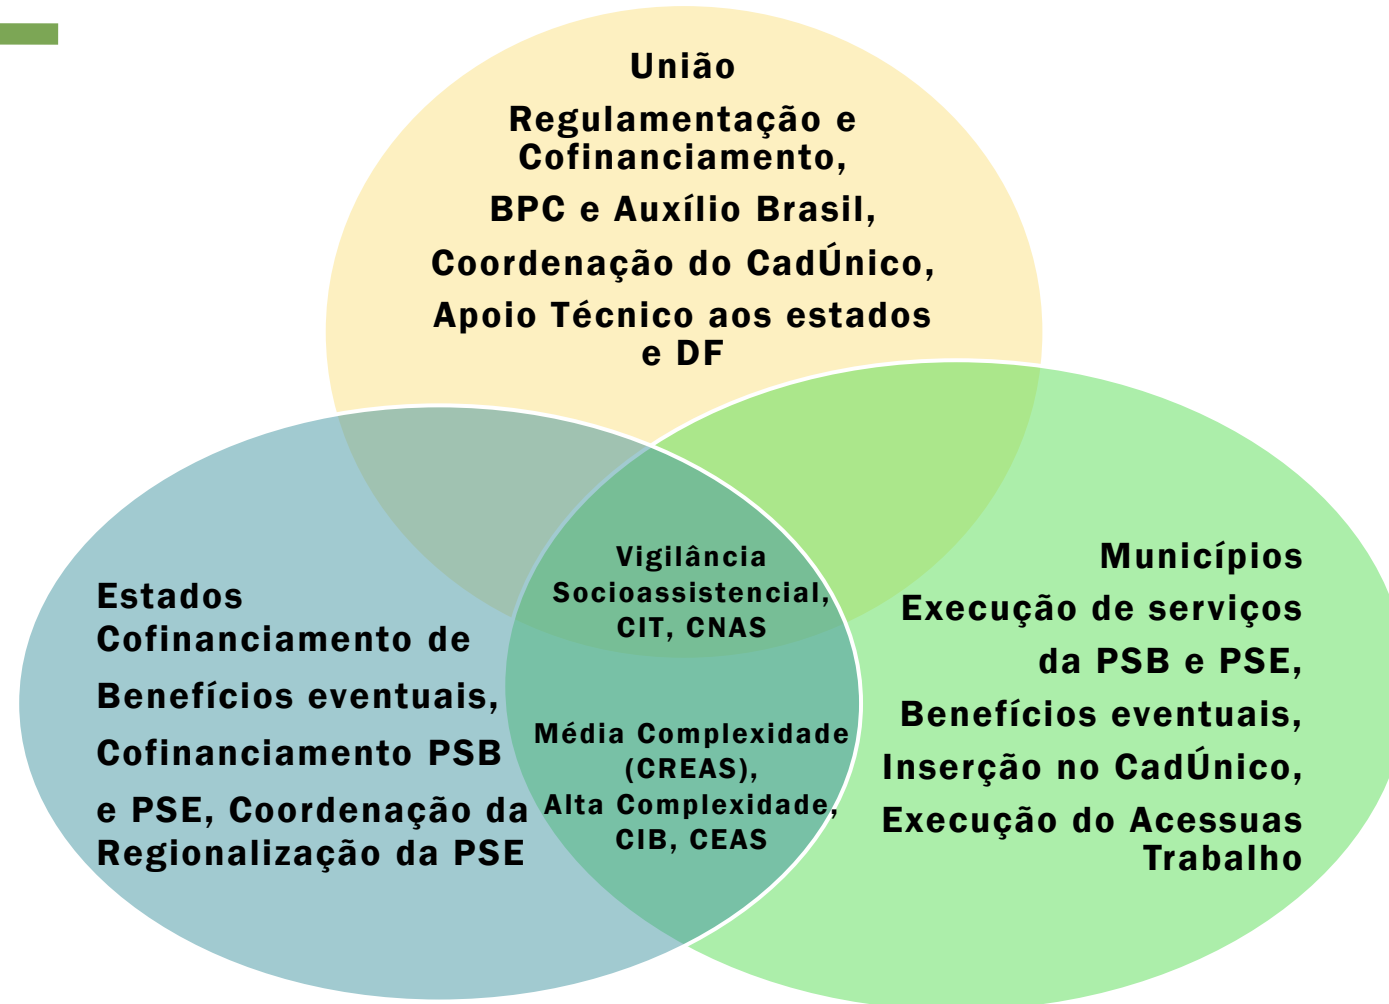 União
Regulamentação e
Cofinanciamento,
BPC e Auxílio Brasil,
Coordenação do CadÚnico,
Apoio Técnico aos estados
e DF
Estados
Cofinanciamento de
Benefícios eventuais,
Cofinanciamento PSB
e PSE, Coordenação da
Regionalização da PSE
Vigilância
Socioassistencial,
CIT, CNAS
Média Complexidade
(CREAS),
Alta Complexidade,
CIB, CEAS
Municípios
Execução de serviços
da PSB e PSE,
Benefícios eventuais,
Inserção no CadÚnico,
Execução do Acessuas
Trabalho